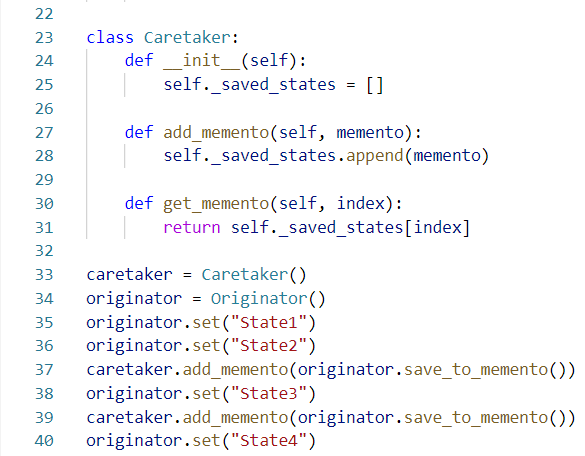 22
23 class Caretaker:
24     def __init__(self):
25         self._saved_states = []
26
27     def add_memento(self, memento):
28         self._saved_states.append(memento)
29
30     def get_memento(self, index):
31         return self._saved_states[index]
32
33 caretaker = Caretaker()
34 originator = Originator()
35 originator.set("State1")
36 originator.set("State2")
37 caretaker.add_memento(originator.save_to_memento())
38 originator.set("State3")
39 caretaker.add_memento(originator.save_to_memento())
40 originator.set("State4")